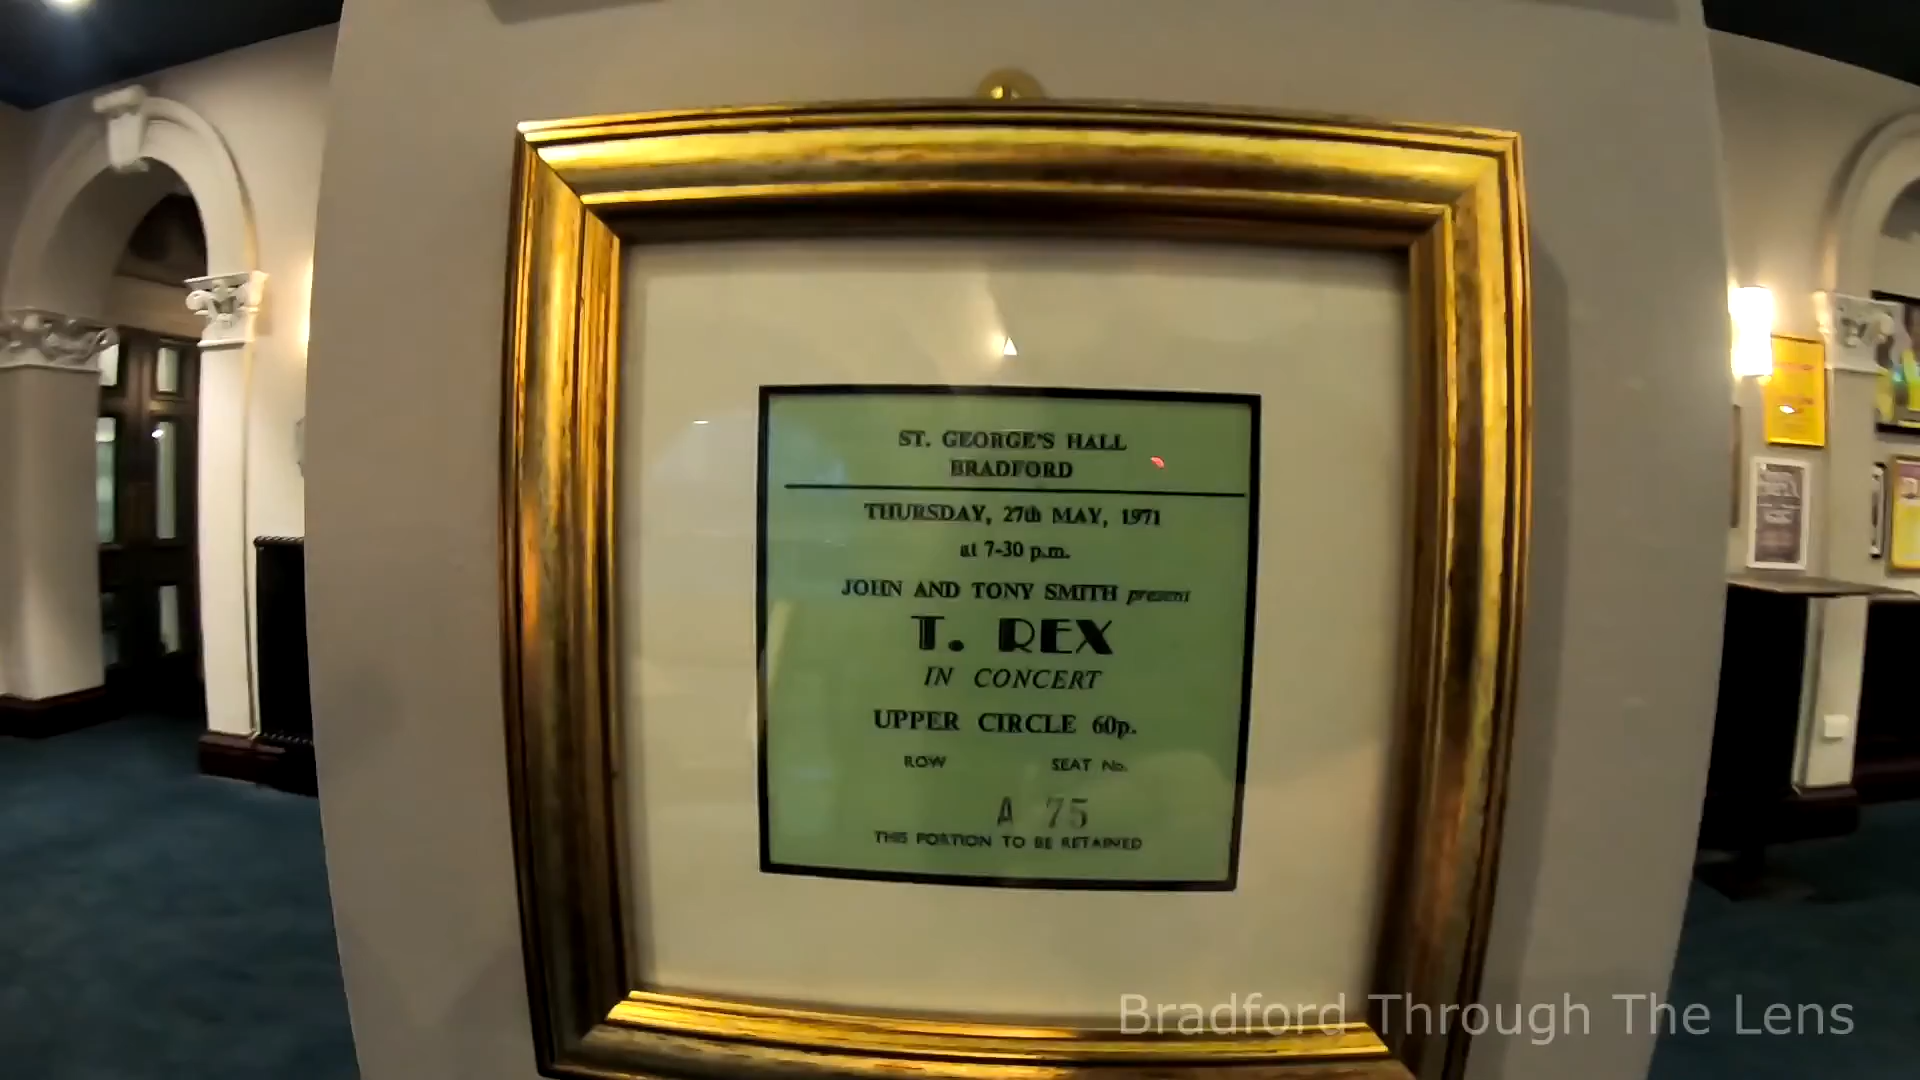 ST. GEORGE'S HALL
BRADFORD
THURSDAY, 27th MAY, 1971
at 7-30 p.m.
JOHN AND TONY SMITH present
T. REX
IN CONCERT
UPPER CIRCLE 60p.
ROW SEAT No.
A 75
THIS PORTION TO BE RETAINED
Bradford Through The Lens